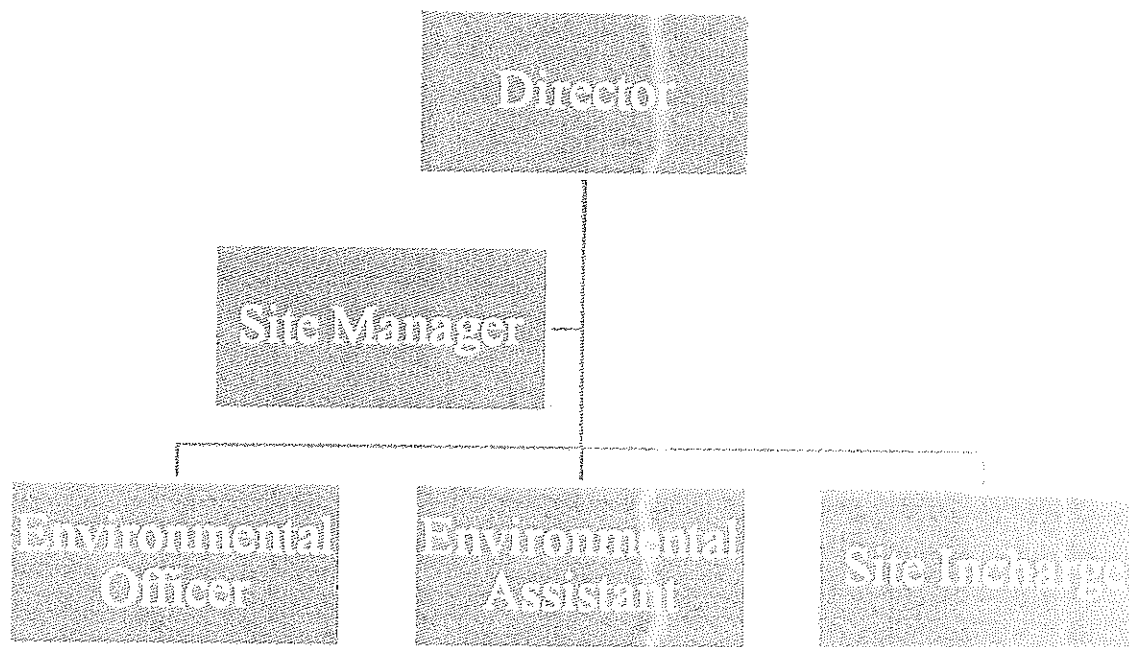 Director
Site Manager
Environmental
Officer
Environmental
Assistant
Site Incharge